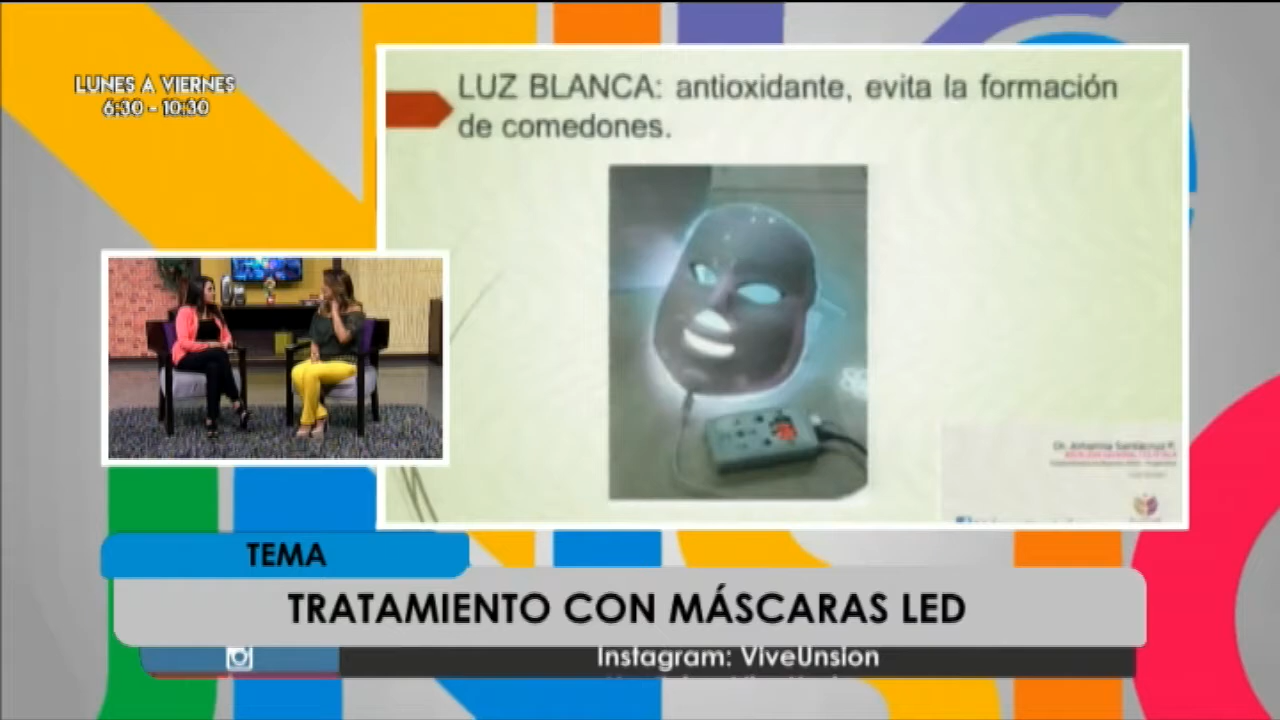 LUNES A VIERNES
6:30 - 10:30
LUZ BLANCA: antioxidante, evita la formación
de comedones.
TEMA
TRATAMIENTO CON MÁSCARAS LED
Instagram: ViveUnsion